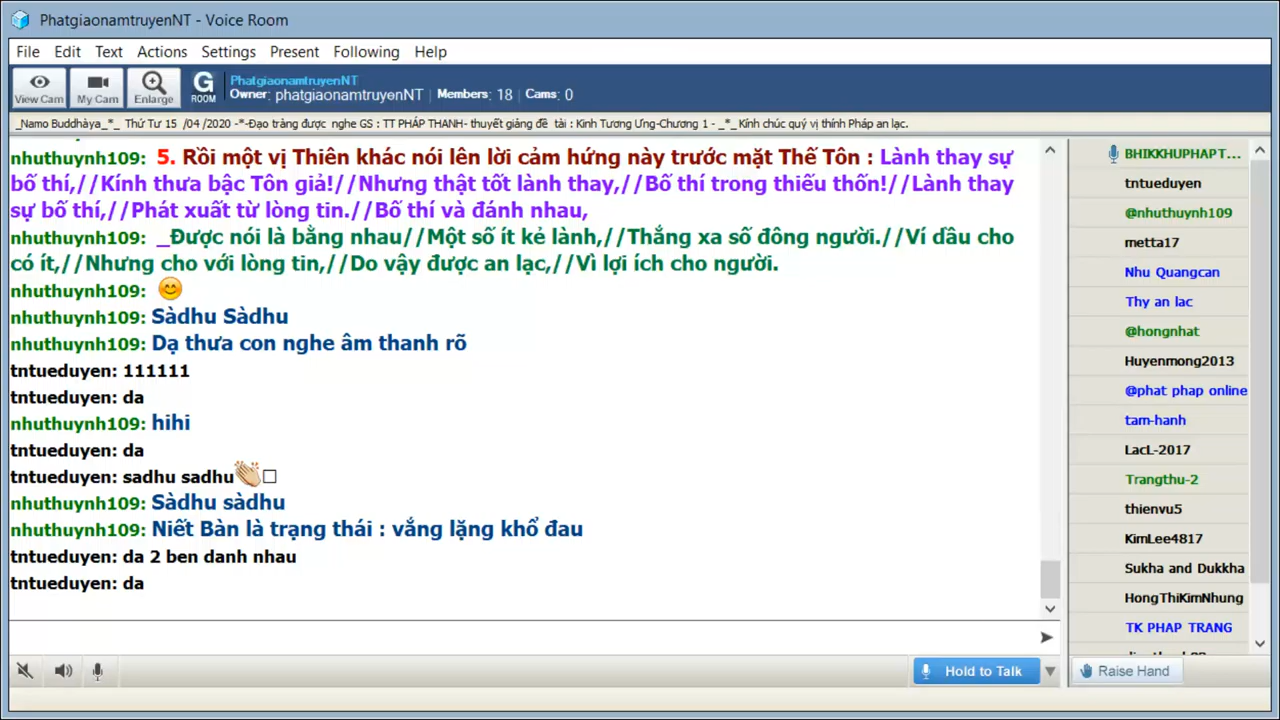 PhatgiaonamtruyenNT - Voice Room
File Edit Text Actions Settings Present Following Help
View Cam My Cam Enlarge G ROOM
PhatgiaonamtruyenNT
Owner: phatgiaonamtruyenNT | Members: 18 | Cams: 0
_Namo Buddhàya_*_ Thứ Tư 15 /04 /2020 -*-Đạo tràng được nghe GS : TT PHÁP THANH- thuyết giảng đề tài : Kinh Tương Ưng-Chương 1 - _*_ Kính chúc quý vị thính Pháp an lạc.
nhuthuynh109: 5. Rồi một vị Thiên khác nói lên lời cảm hứng này trước mặt Thế Tôn : Lành thay sự
bố thí,//Kính thưa bậc Tôn giả!//Nhưng thật tốt lành thay,//Bố thí trong thiếu thốn!//Lành thay
sự bố thí,//Phát xuất từ lòng tin.//Bố thí và đánh nhau,
nhuthuynh109: _Được nói là bằng nhau//Một số ít kẻ lành,//Thắng xa số đông người.//Ví dầu cho
có ít,//Nhưng cho với lòng tin,//Do vậy được an lạc,//Vì lợi ích cho người.
nhuthuynh109: 😊
nhuthuynh109: Sàdhu Sàdhu
nhuthuynh109: Dạ thưa con nghe âm thanh rõ
tntueduyen: 111111
tntueduyen: da
nhuthuynh109: hihi
tntueduyen: da
tntueduyen: sadhu sadhu👏□
nhuthuynh109: Sàdhu sàdhu
nhuthuynh109: Niết Bàn là trạng thái : vắng lặng khổ đau
tntueduyen: da 2 ben danh nhau
tntueduyen: da
Hold to Talk
BHIKKHUPHAPT...
tntueduyen
@nhuthuynh109
metta17
Nhu Quangcan
Thy an lac
@hongnhat
Huyenmong2013
@phat phap online
tam-hanh
LacL-2017
Trangthu-2
thienvu5
KimLee4817
Sukha and Dukkha
HongThiKimNhung
TK PHAP TRANG
Raise Hand